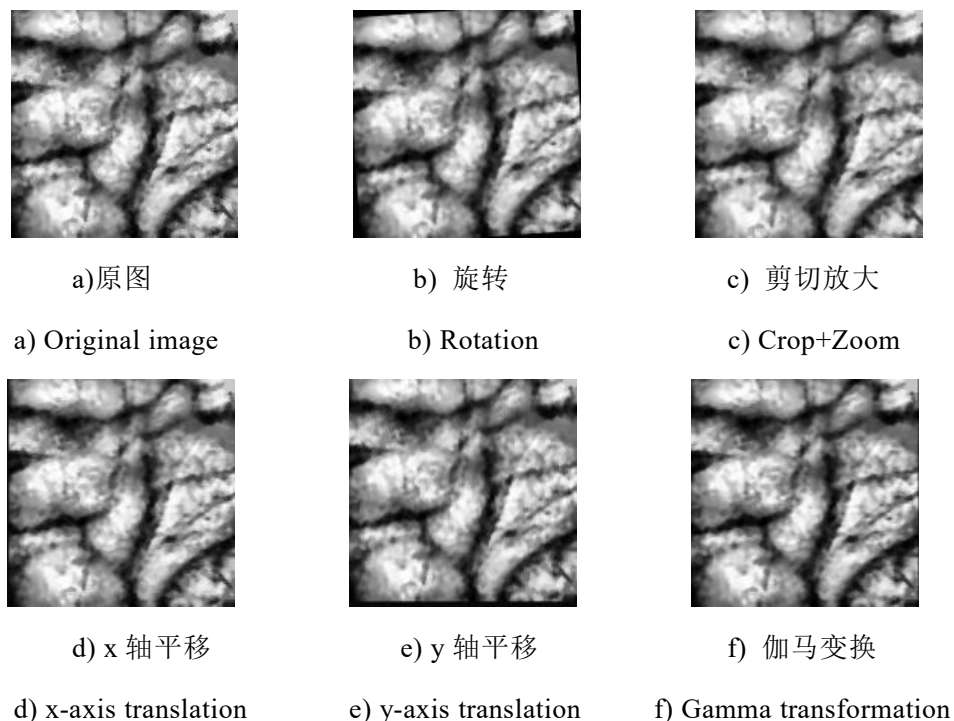 a)原图 b) 旋转 c) 剪切放大
a) Original image b) Rotation c) Crop+Zoom
d) x 轴平移 e) y 轴平移 f) 伽马变换
d) x-axis translation e) y-axis translation f) Gamma transformation